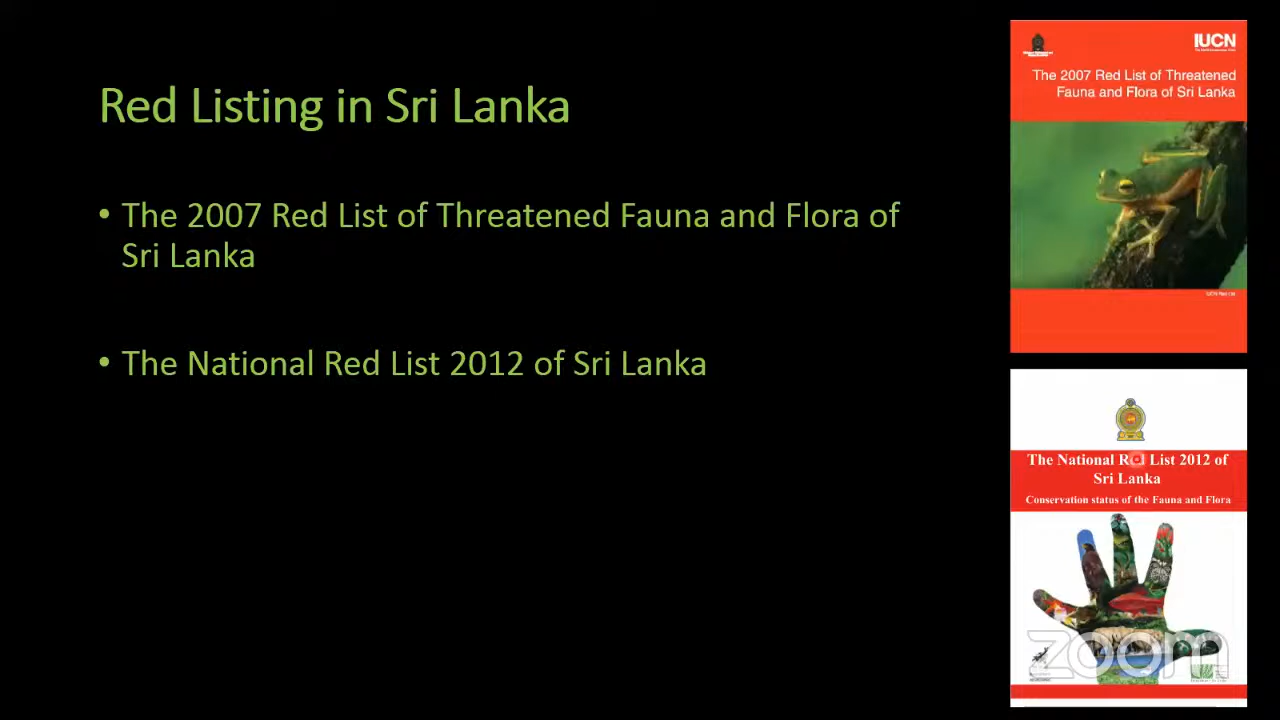 Red Listing in Sri Lanka
• The 2007 Red List of Threatened Fauna and Flora of
Sri Lanka
• The National Red List 2012 of Sri Lanka
IUCN
The 2007 Red List of Threatened
Fauna and Flora of Sri Lanka
The National Red List 2012 of
Sri Lanka
Conservation status of the Fauna and Flora
zoom